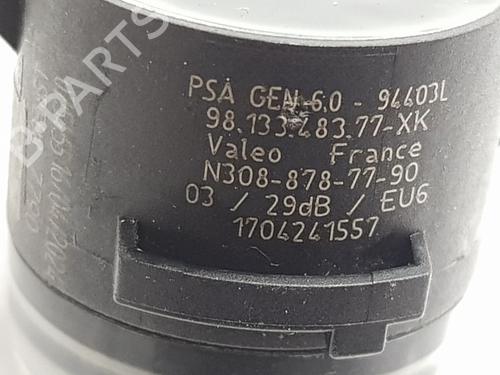 PSA GEN 6.0 - 94403L
98.133.483.77-XK
Valeo France
N308-878-77-90
03 / 29dB / EU6
1704241557
B-PARTS